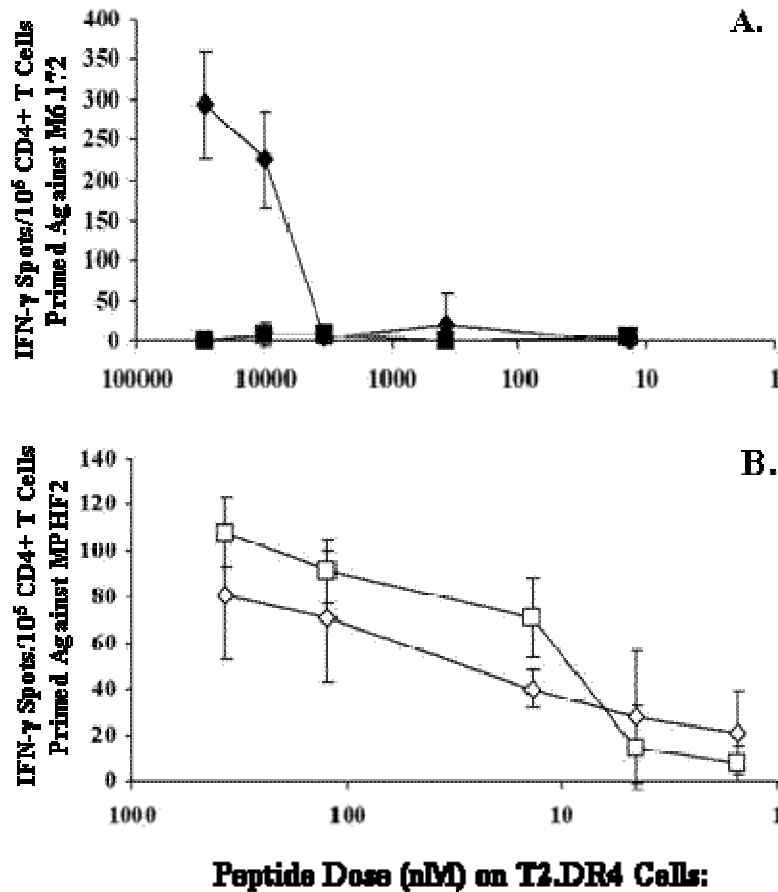 A.
IFN-γ Spots/10⁵ CD4+ T Cells
Primed Against M6.172
400
350
300
250
200
150
100
50
0
100000 10000 1000 100 10 1
B.
IFN-γ Spots/10⁵ CD4+ T Cells
Primed Against MPHF2
140
120
100
80
60
40
20
0
1000 100 10 1
Peptide Dose (nM) on T2.DR4 Cells: